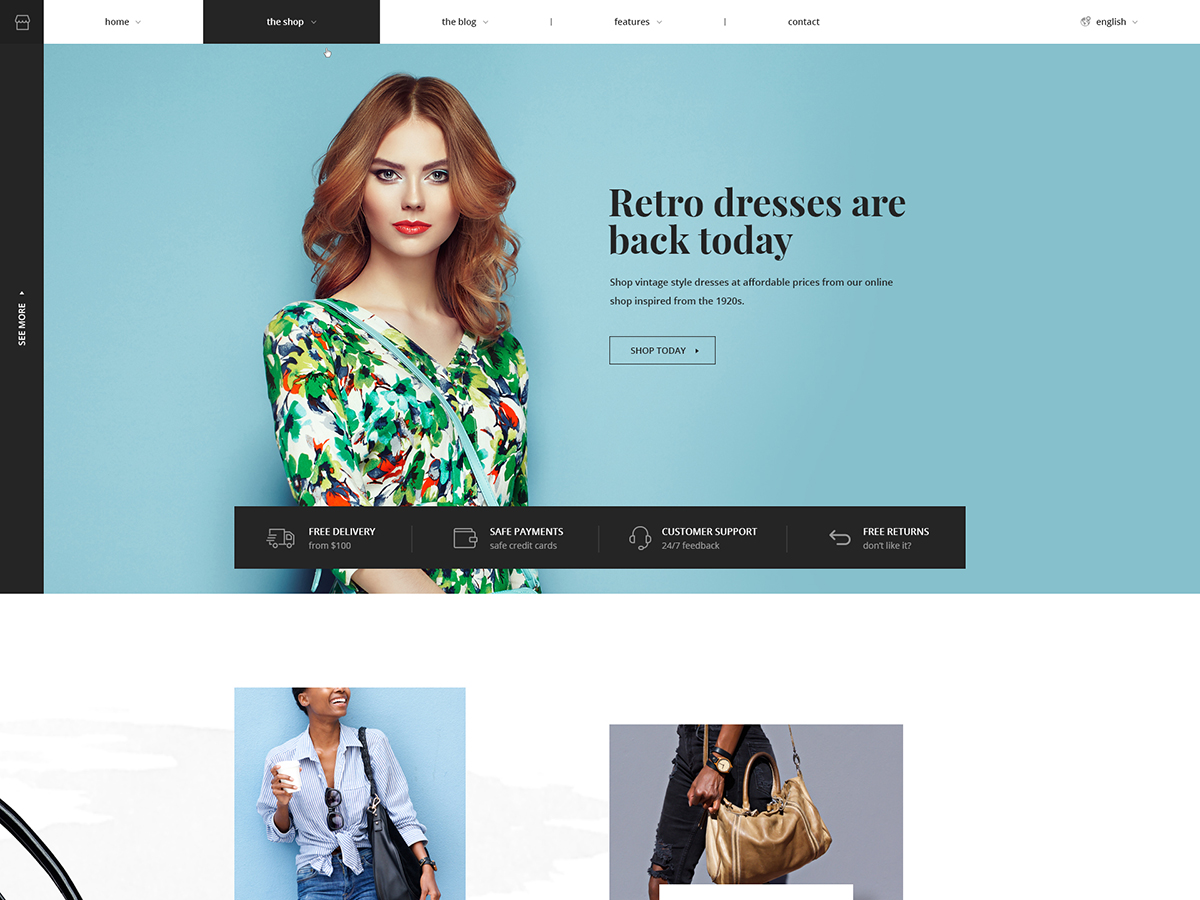 home
the shop
the blog
|
features
|
contact
english
SEE MORE
Retro dresses are
back today
Shop vintage style dresses at affordable prices from our online
shop inspired from the 1920s.
SHOP TODAY
FREE DELIVERY
from $100
SAFE PAYMENTS
safe credit cards
CUSTOMER SUPPORT
24/7 feedback
FREE RETURNS
don't like it?